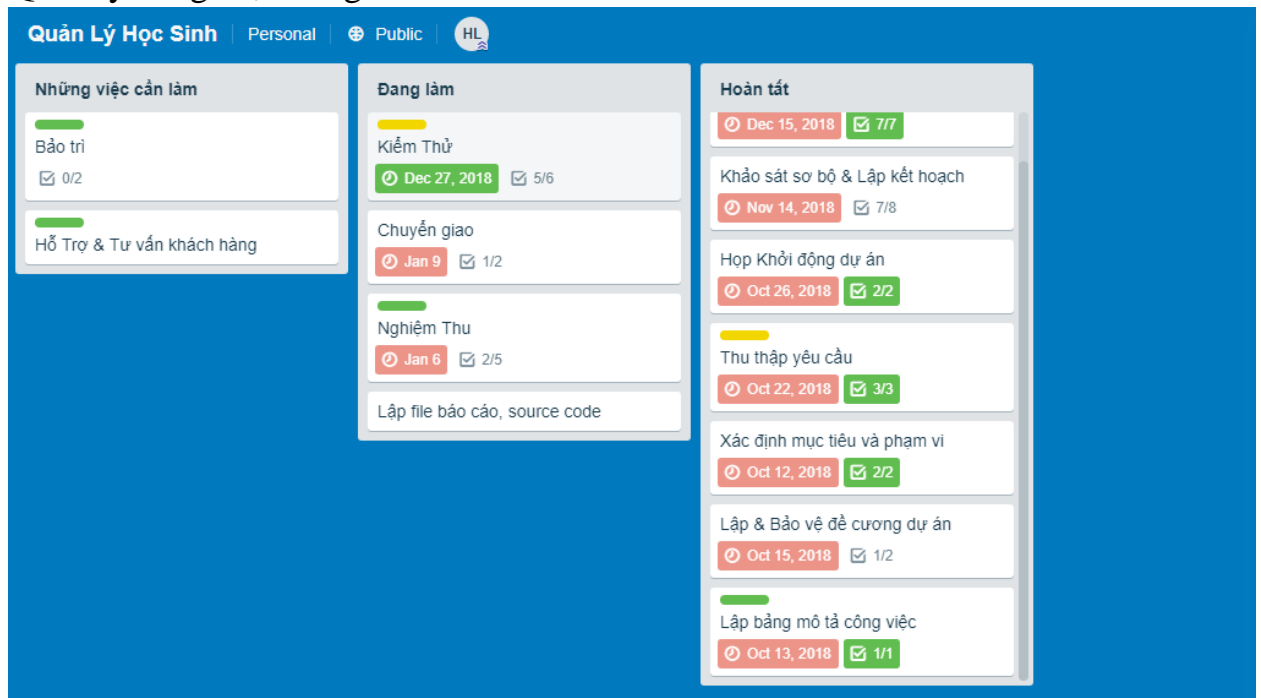 Quản Lý Học Sinh Personal Public HL
Những việc cần làm
Bảo trì
0/2
Hỗ Trợ & Tư vấn khách hàng
Đang làm
Kiểm Thử
Dec 27, 2018 5/6
Chuyển giao
Jan 9 1/2
Nghiệm Thu
Jan 6 2/5
Lập file báo cáo, source code
Hoàn tất
Dec 15, 2018 7/7
Khảo sát sơ bộ & Lập kết hoạch
Nov 14, 2018 7/8
Họp Khởi động dự án
Oct 26, 2018 2/2
Thu thập yêu cầu
Oct 22, 2018 3/3
Xác định mục tiêu và phạm vi
Oct 12, 2018 2/2
Lập & Bảo vệ đề cương dự án
Oct 15, 2018 1/2
Lập bảng mô tả công việc
Oct 13, 2018 1/1